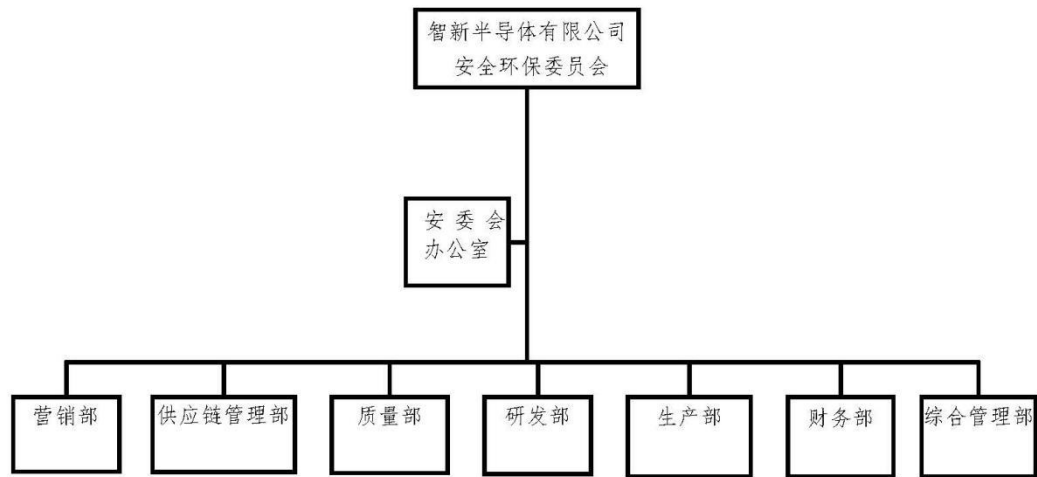 智新半导体有限公司
安全环保委员会
安委会
办公室
营销部
供应链管理部
质量部
研发部
生产部
财务部
综合管理部